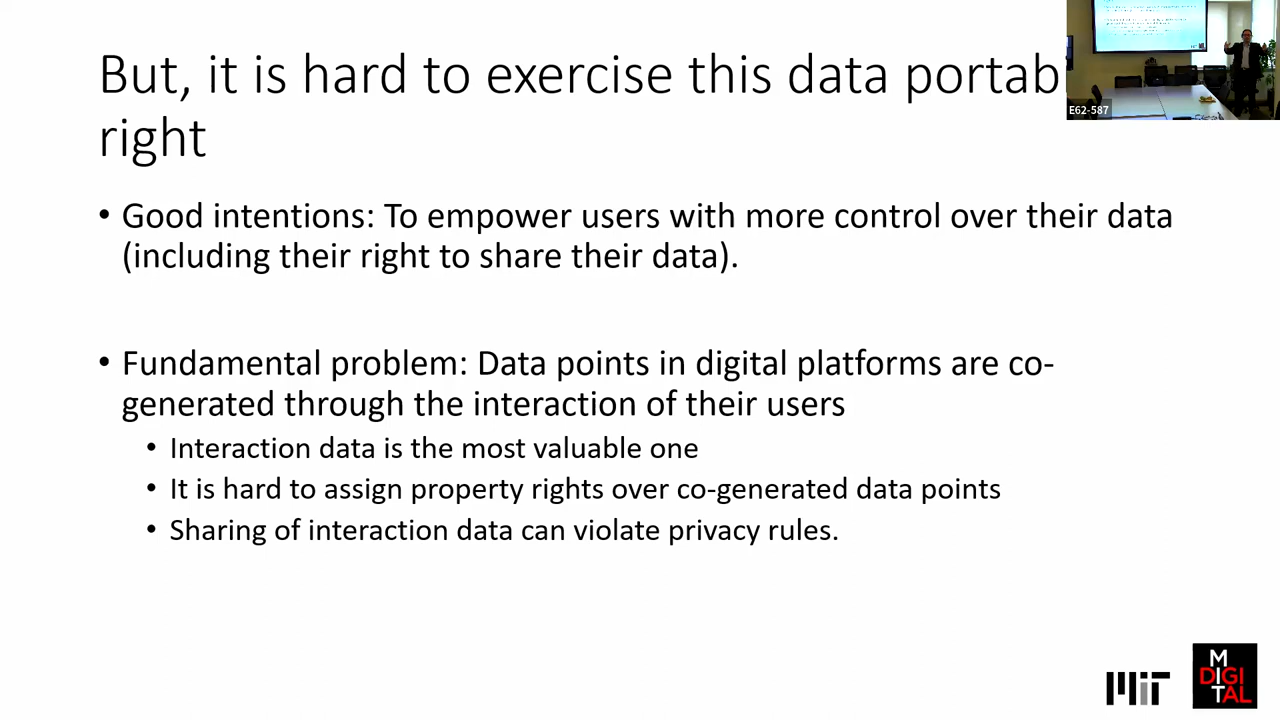 But, it is hard to exercise this data portab
right
• Good intentions: To empower users with more control over their data
(including their right to share their data).
• Fundamental problem: Data points in digital platforms are co-
generated through the interaction of their users
• Interaction data is the most valuable one
• It is hard to assign property rights over co-generated data points
• Sharing of interaction data can violate privacy rules.
E62-587
MIT
M
DIGI
TAL